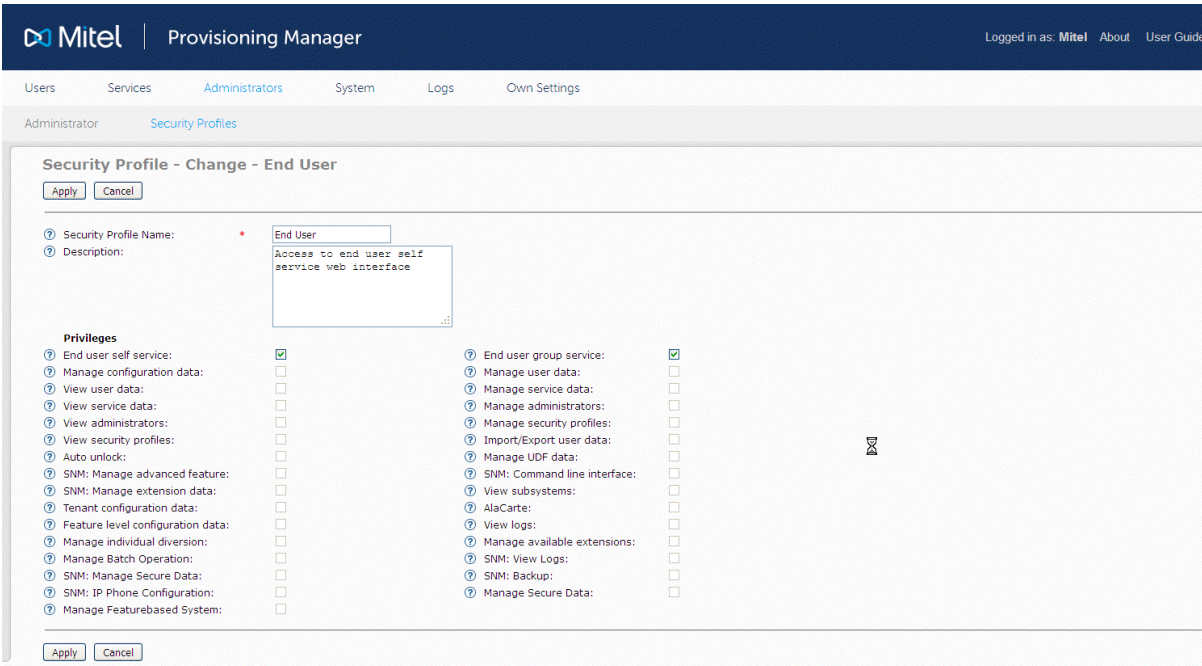 Mitel | Provisioning Manager Logged in as: Mitel About User Guide
Users Services Administrators System Logs Own Settings
Administrator Security Profiles
Security Profile - Change - End User
Apply Cancel
? Security Profile Name: * End User
? Description: Access to end user self
service web interface
Privileges
? End user self service: ? End user group service:
? Manage configuration data: ? Manage user data:
? View user data: ? Manage service data:
? View service data: ? Manage administrators:
? View administrators: ? Manage security profiles:
? View security profiles: ? Import/Export user data:
? Auto unlock: ? Manage UDF data:
? SNM: Manage advanced feature: ? SNM: Command line interface:
? SNM: Manage extension data: ? View subsystems:
? Tenant configuration data: ? AlaCarte:
? Feature level configuration data: ? View logs:
? Manage individual diversion: ? Manage available extensions:
? Manage Batch Operation: ? SNM: View Logs:
? SNM: Manage Secure Data: ? SNM: Backup:
? SNM: IP Phone Configuration: ? Manage Secure Data:
? Manage Featurebased System:
Apply Cancel